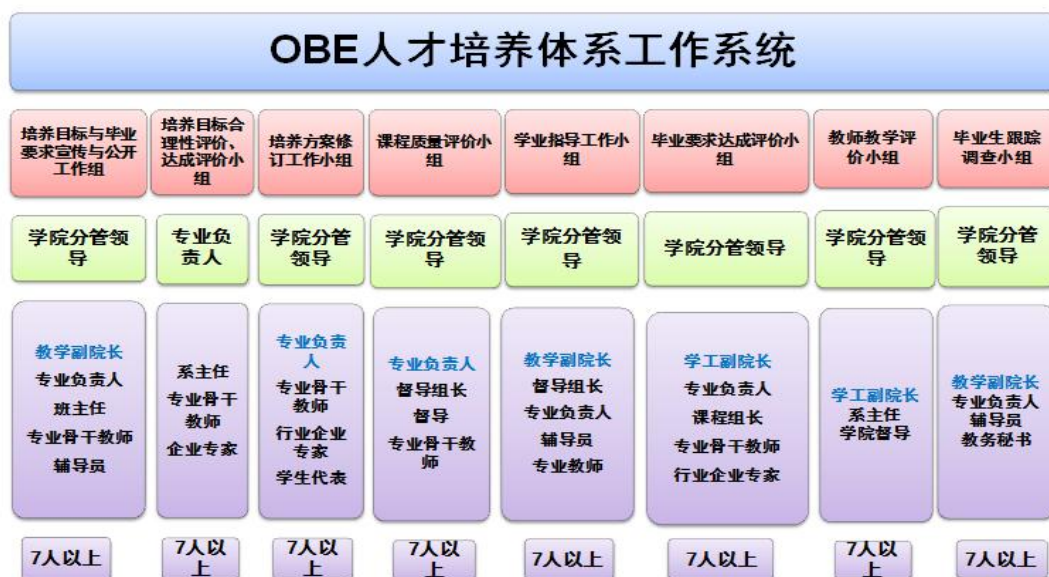 OBE人才培养体系工作系统
培养目标与毕业
要求宣传与公开
工作组
培养目标合
理性评价、
达成评价小
组
培养方案修
订工作小组
课程质量评价小
组
学业指导工作小
组
毕业要求达成评价小
组
教师教学评
价小组
毕业生跟踪
调查小组
学院分管领
导
专业负
责人
学院分管
领导
学院分管领
导
学院分管领
导
学院分管领导
学院分管领
导
学院分管
领导
教学副院长
专业负责人
班主任
专业骨干教师
辅导员
系主任
专业骨干
教师
企业专家
专业负责
人
专业骨干
教师
行业企业
专家
学生代表
专业负责人
督导组长
督导
专业骨干教
师
教学副院长
督导组长
专业负责人
辅导员
专业教师
学工副院长
专业负责人
课程组长
专业骨干教师
行业企业专家
学工副院长
系主任
学院督导
教学副院长
专业负责人
辅导员
教务秘书
7人以上
7人以
上
7人以
上
7人以
上
7人以上
7人以上
7人以
上
7人以上